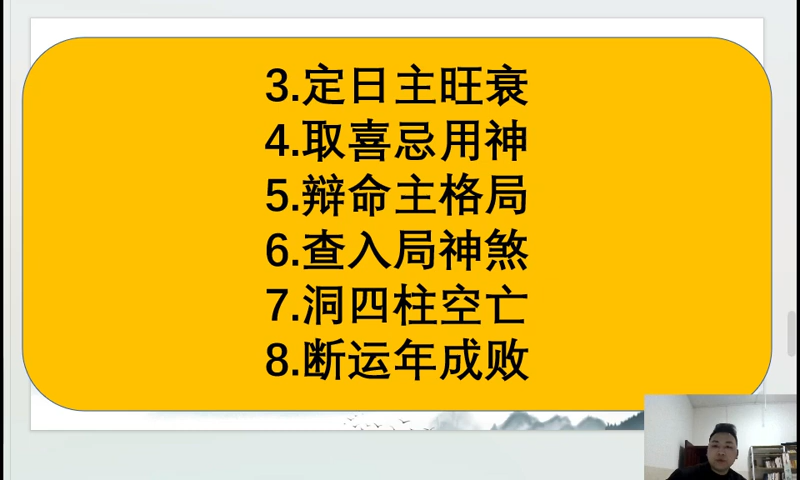 3.定日主旺衰
4.取喜忌用神
5.辩命主格局
6.查入局神煞
7.洞四柱空亡
8.断运年成败